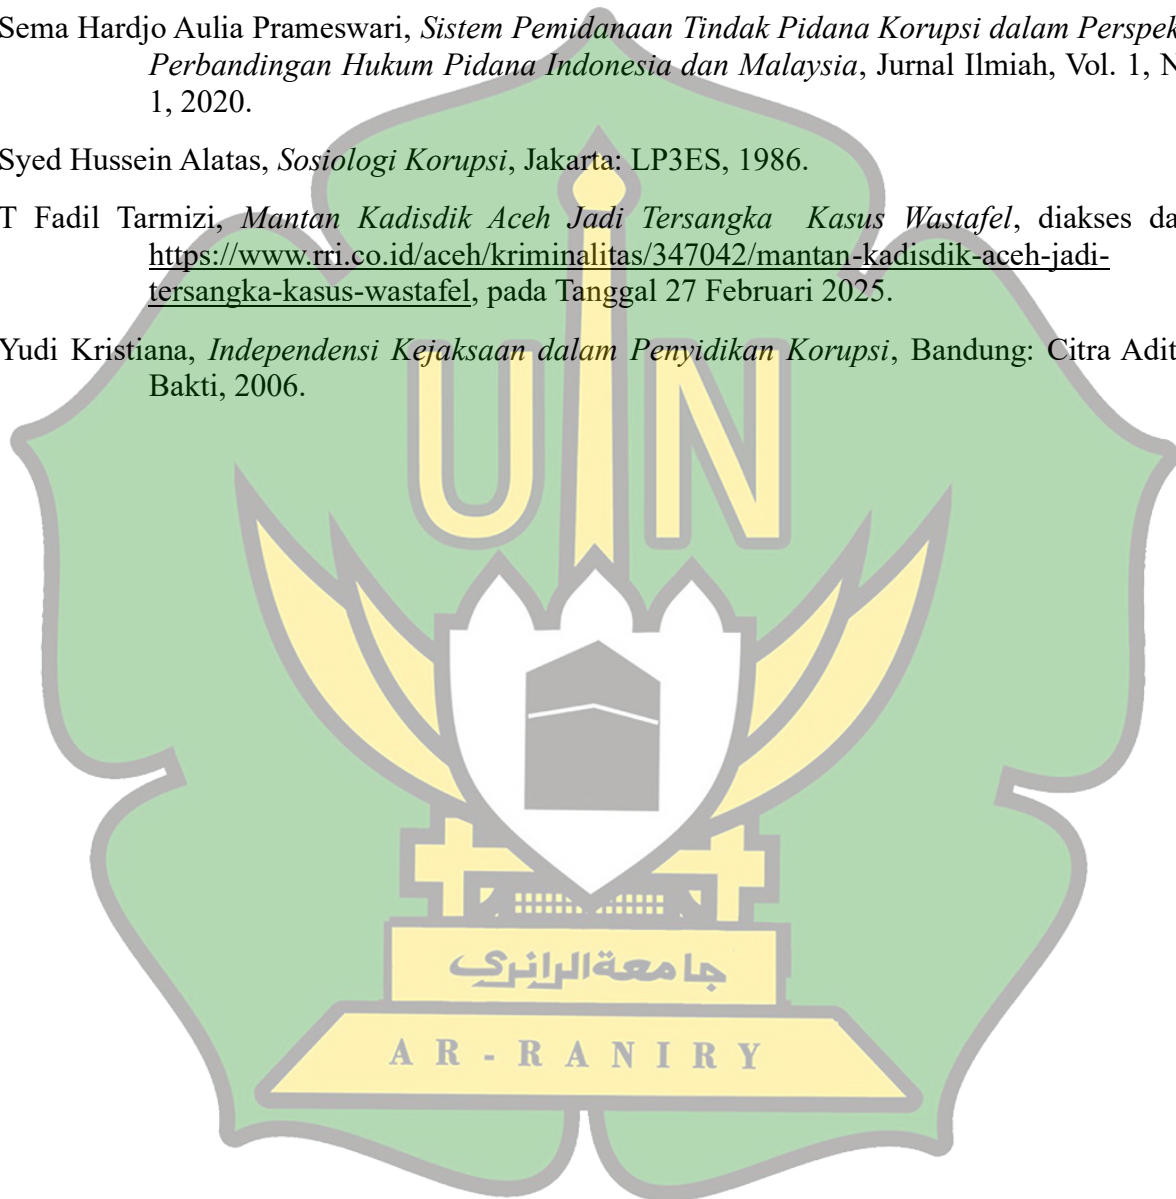 Sema Hardjo Aulia Prameswari, Sistem Pemidanaan Tindak Pidana Korupsi dalam Perspek
Perbandingan Hukum Pidana Indonesia dan Malaysia, Jurnal Ilmiah, Vol. 1, N
1, 2020.
Syed Hussein Alatas, Sosiologi Korupsi, Jakarta: LP3ES, 1986.
T Fadil Tarmizi, Mantan Kadisdik Aceh Jadi Tersangka Kasus Wastafel, diakses da
https://www.rri.co.id/aceh/kriminalitas/347042/mantan-kadisdik-aceh-jadi-
tersangka-kasus-wastafel, pada Tanggal 27 Februari 2025.
Yudi Kristiana, Independensi Kejaksaan dalam Penyidikan Korupsi, Bandung: Citra Adit
Bakti, 2006.
UIN
جامعةالرانري
AR-RANIRY